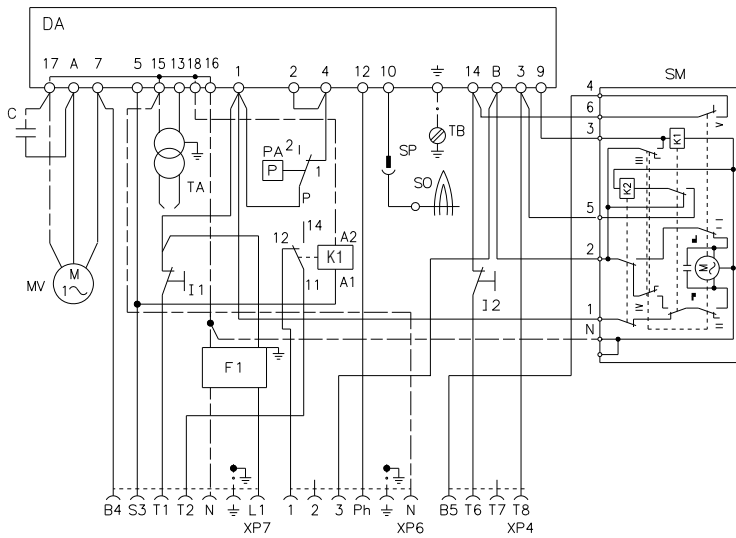 DA
17 A 7 5 15 13 18 16 1 2 4 12 10 14 B 3 9
SM
C
4
6
3
5
2
1
N
K1
K2
I
II
III
IV
V
M
TA
PA
P
2
1
P
SP
SO
TB
MV
M
1~
I1
14
12
11
K1
A2
A1
I2
F1
B4 S3 T1 T2 N L1 1 2 3 Ph N B5 T6 T7 T8
XP7 XP6 XP4